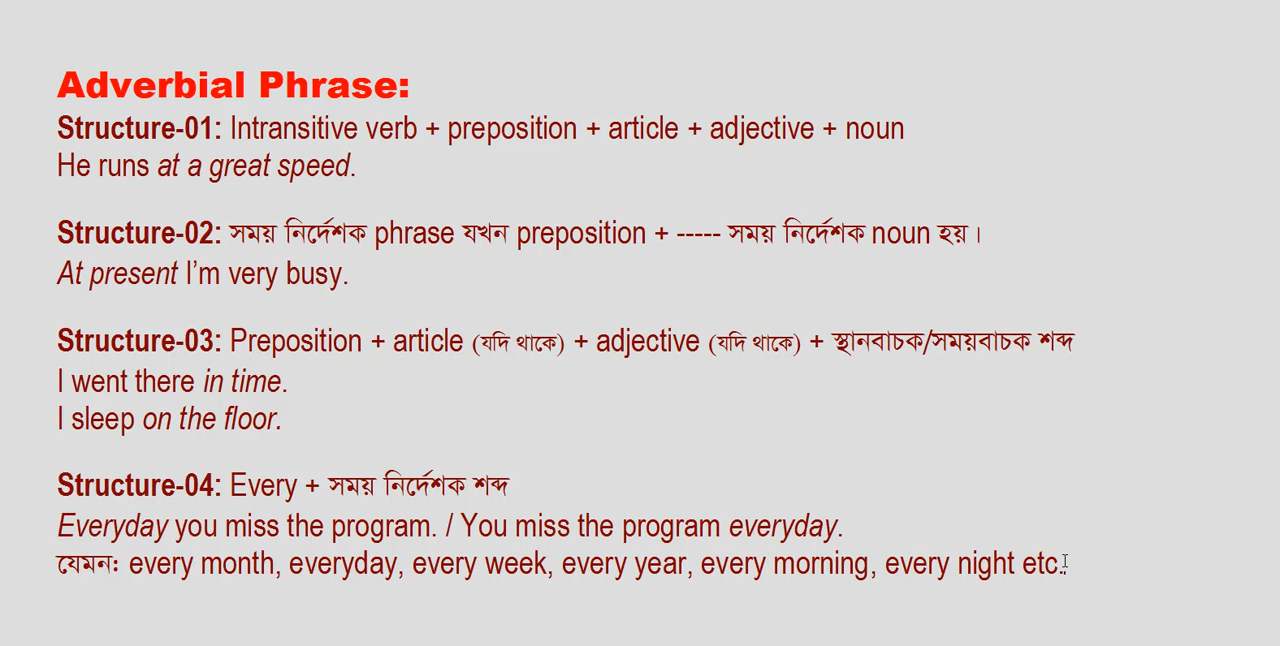 Adverbial Phrase:
Structure-01: Intransitive verb + preposition + article + adjective + noun
He runs at a great speed.
Structure-02: সময় নির্দেশক phrase যখন preposition + ----- সময় নির্দেশক noun হয়।
At present I'm very busy.
Structure-03: Preposition + article (যদি থাকে) + adjective (যদি থাকে) + স্থানবাচক/সময়বাচক শব্দ
I went there in time.
I sleep on the floor.
Structure-04: Every + সময় নির্দেশক শব্দ
Everyday you miss the program. / You miss the program everyday.
যেমন: every month, everyday, every week, every year, every morning, every night etc.